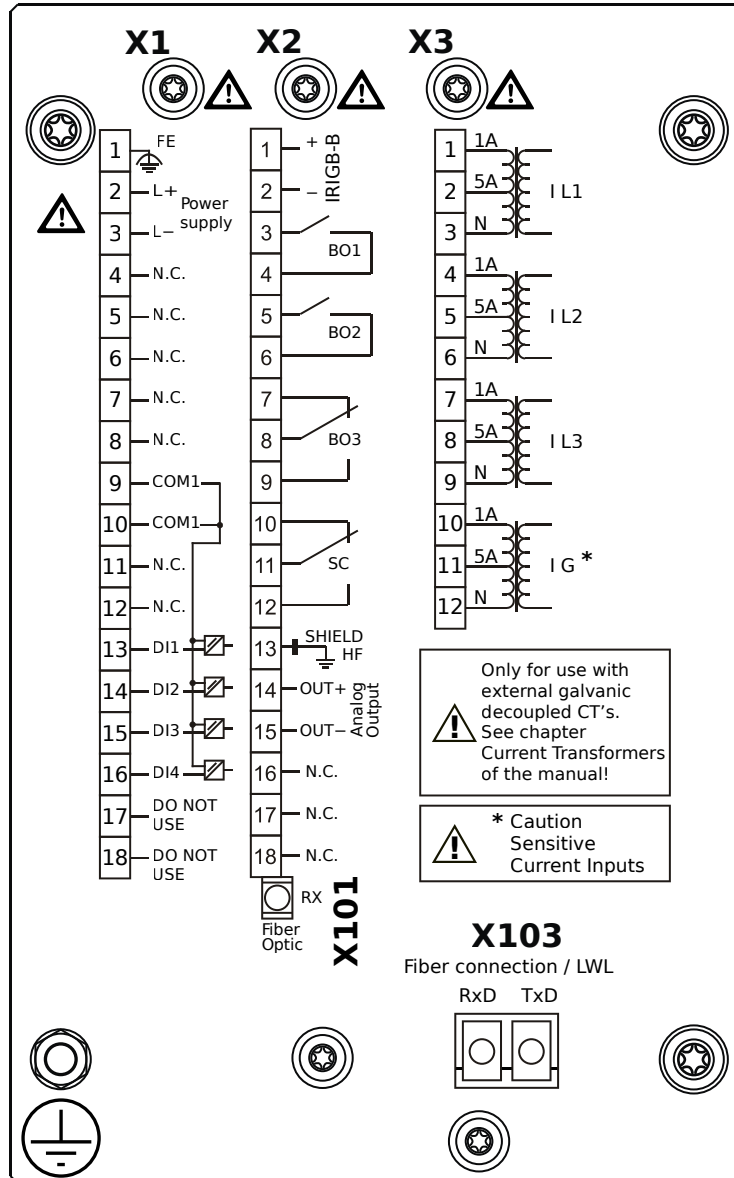 X1
1 FE
2 L+ Power
supply
3 L−
4 N.C.
5 N.C.
6 N.C.
7 N.C.
8 N.C.
9 COM1
10 COM1
11 N.C.
12 N.C.
13 DI1
14 DI2
15 DI3
16 DI4
17 DO NOT
USE
18 DO NOT
USE
X2
1 +
2 −
IRIGB-B
3
BO1
4
5
BO2
6
7
8 BO3
9
10
11 SC
12
13 SHIELD
HF
14 OUT+
15 OUT−
Analog
Output
16 N.C.
17 N.C.
18 N.C.
RX
Fiber
Optic
X101
X3
1 1A
2 5A I L1
3 N
4 1A
5 5A I L2
6 N
7 1A
8 5A I L3
9 N
10 1A
11 5A I G *
12 N
Only for use with
external galvanic
decoupled CT's.
See chapter
Current Transformers
of the manual!
* Caution
Sensitive
Current Inputs
X103
Fiber connection / LWL
RxD TxD